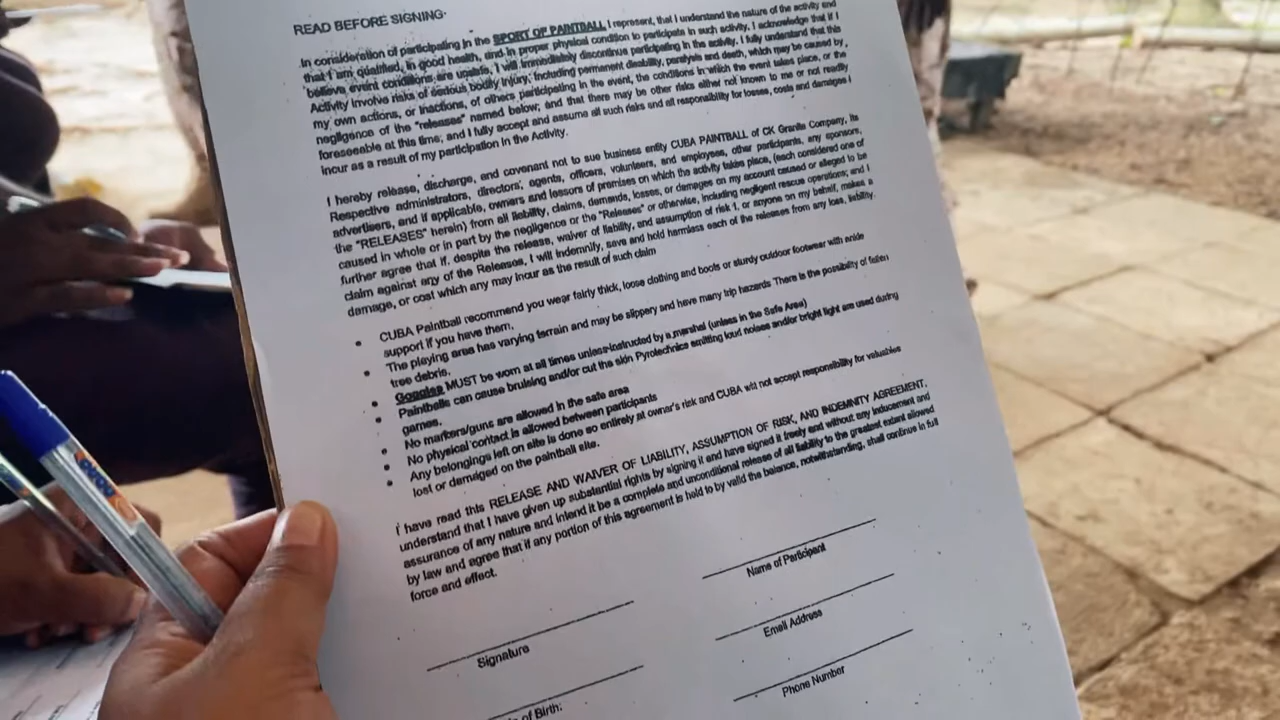 READ BEFORE SIGNING·
In consideration of participating in the SPORT OF PAINTBALL I represent, that I understand the nature of the activity and
that I am qualified, in good health, and in proper physical condition to participate in such activity. I acknowledge that if I
believe event conditions are unsafe, I will immediately discontinue participating in the activity. I fully understand that this
Activity involve risks of serious bodily injury; including permanent disability, paralysis and death, which may be caused by
my own actions, or inactions, of others participating in the event, the conditions in which the event takes place, or the
negligence of the "releases" named below; and that there may be other risks either not known to me or not readily
foreseeable at this time; and I fully accept and assume all such risks and all responsibility for losses, costs and damages I
incur as a result of my participation in the Activity.
I hereby release, discharge, and covenant not to sue business entity CUBA PAINTBALL of CK Granite Company, its
Respective administrators, directors, agents, officers, volunteers, and employees, other participants, any sponsors,
advertisers, and if applicable, owners and lessors of premises on which the activity takes place, (each considered one of
the "RELEASES" herein) from all liability, claims, demands, losses, or damages on my account caused or alleged to be
caused in whole or in part by the negligence or the "Releases" or otherwise, including negligent rescue operations; and I
further agree that if, despite the release, waiver of liability, and assumption of risk I, or anyone on my behalf, makes a
claim against any of the Releases, I will indemnify, save and hold harmless each of the releases from any loss, liability,
damage, or cost which any may incur as the result of such claim
• CUBA Paintball recommend you wear fairly thick, loose clothing and boots or sturdy outdoor footwear with ankle
support if you have them.
• The playing area has varying terrain and may be slippery and have many trip hazards There is the possibility of fallen
tree debris.
• Goggles MUST be worn at all times unless instructed by a marshal (unless in the Safe Area)
• Paintballs can cause bruising and/or cut the skin Pyrotechnics emitting loud noises and/or bright light are used during
games.
• No markers/guns are allowed in the safe area
• No physical contact is allowed between participants
• Any belongings left on site is done so entirely at owner's risk and CUBA will not accept responsibility for valuables
lost or damaged on the paintball site.
I have read this RELEASE AND WAIVER OF LIABILITY, ASSUMPTION OF RISK, AND INDEMNITY AGREEMENT,
understand that I have given up substantial rights by signing it and have signed it freely and without any inducement and
assurance of any nature and intend it be a complete and unconditional release of all liability to the greatest extent allowed
by law and agree that if any portion of this agreement is held to by valid the balance, notwithstanding, shall continue in full
force and effect.
Name of Participant
Signature
Email Address
of Birth:
Phone Number